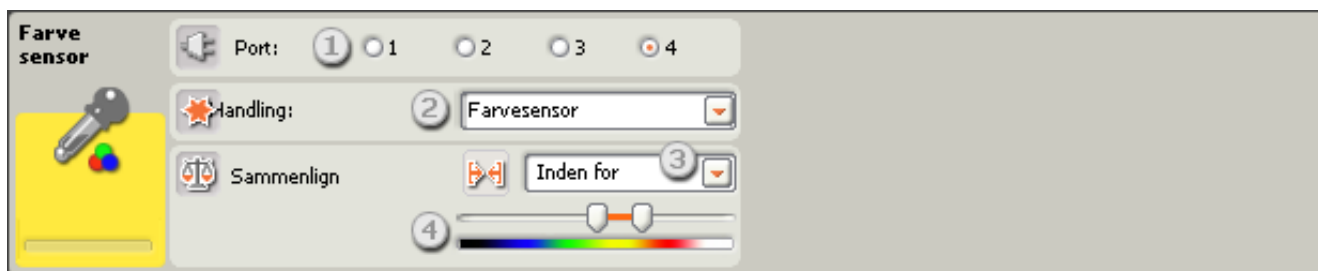 Farve
sensor
Port: 1 1 2 3 4
Handling: 2 Farvesensor
Sammenlign Inden for 3
4